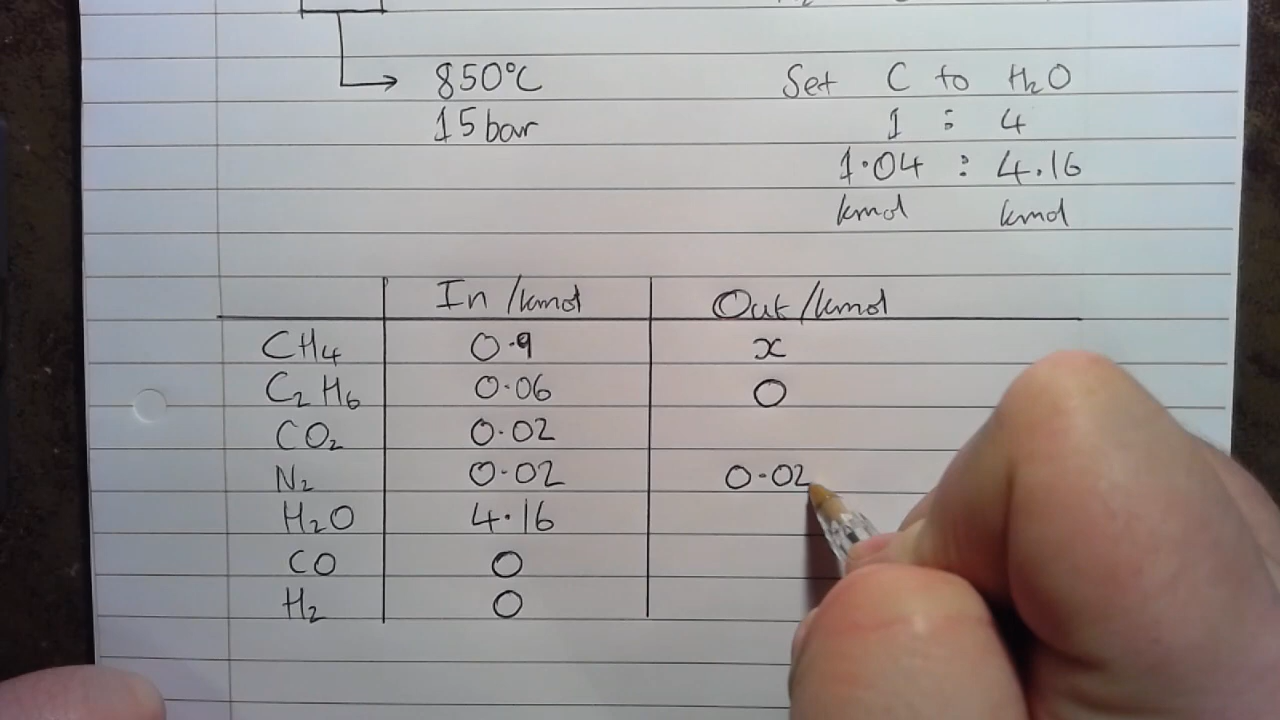 850°C Set C to H₂O
15 bar 1 : 4
1.04 : 4.16
kmol kmol
In /kmol Out /kmol
CH₄ 0.9 x
C₂H₆ 0.06 0
CO₂ 0.02
N₂ 0.02 0.02
H₂O 4.16
CO 0
H₂ 0